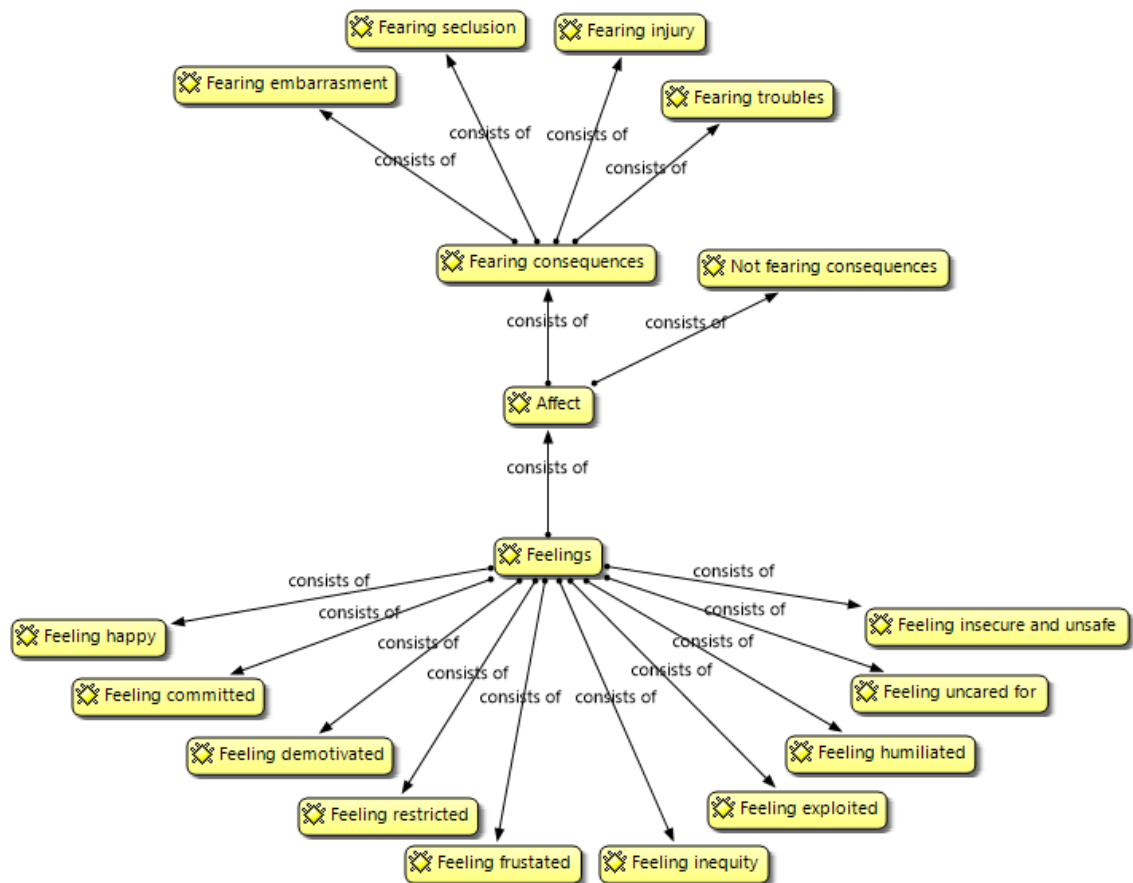 Fearing seclusion
Fearing injury
Fearing embarrasment
Fearing troubles
consists of
consists of
consists of
consists of
Fearing consequences
Not fearing consequences
consists of
consists of
Affect
consists of
Feelings
consists of
consists of
consists of
consists of
consists of
consists of
consists of
consists of
consists of
consists of
Feeling happy
Feeling insecure and unsafe
Feeling committed
Feeling uncared for
Feeling demotivated
Feeling humiliated
Feeling restricted
Feeling exploited
Feeling frustated
Feeling inequity